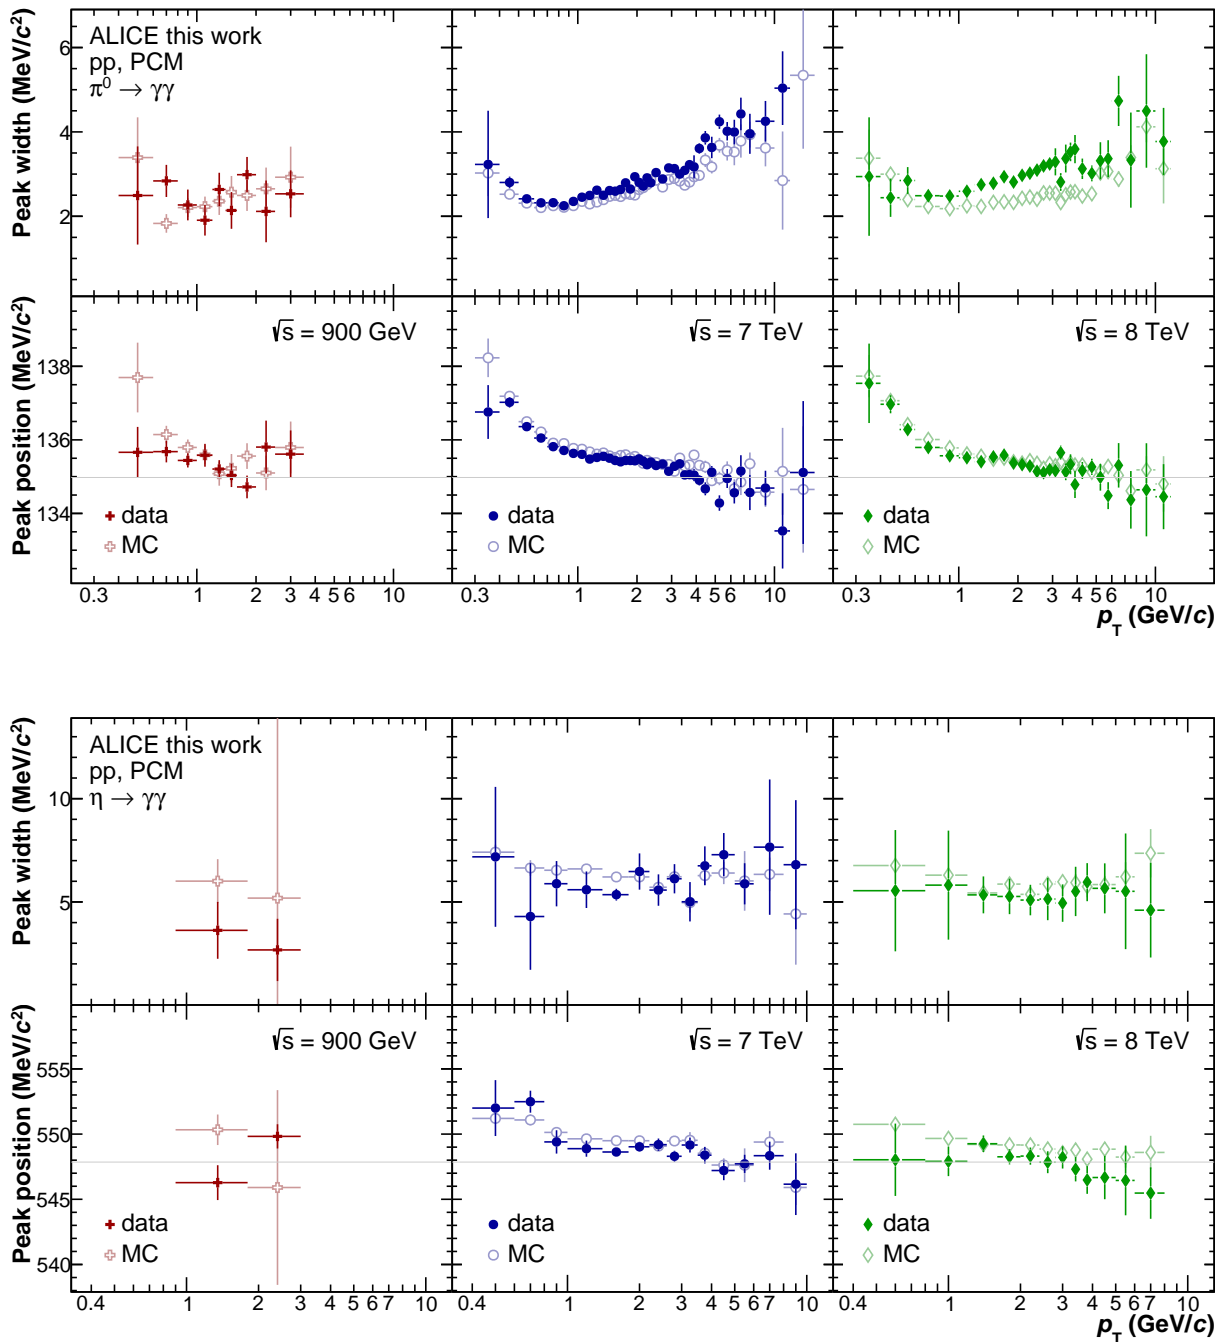 Peak width (MeV/c²)
6
4
2
ALICE this work
pp, PCM
π⁰ → γγ
Peak position (MeV/c²)
138
136
134
√s = 900 GeV
data
MC
√s = 7 TeV
data
MC
√s = 8 TeV
data
MC
0.3 1 2 3 4 5 6 10
0.3 1 2 3 4 5 6 10
0.3 1 2 3 4 5 6 10
p_T (GeV/c)
Peak width (MeV/c²)
10
5
ALICE this work
pp, PCM
η → γγ
Peak position (MeV/c²)
555
550
545
540
√s = 900 GeV
data
MC
√s = 7 TeV
data
MC
√s = 8 TeV
data
MC
0.4 1 2 3 4 5 6 7 10
0.4 1 2 3 4 5 6 7 10
0.4 1 2 3 4 5 6 7 10
p_T (GeV/c)